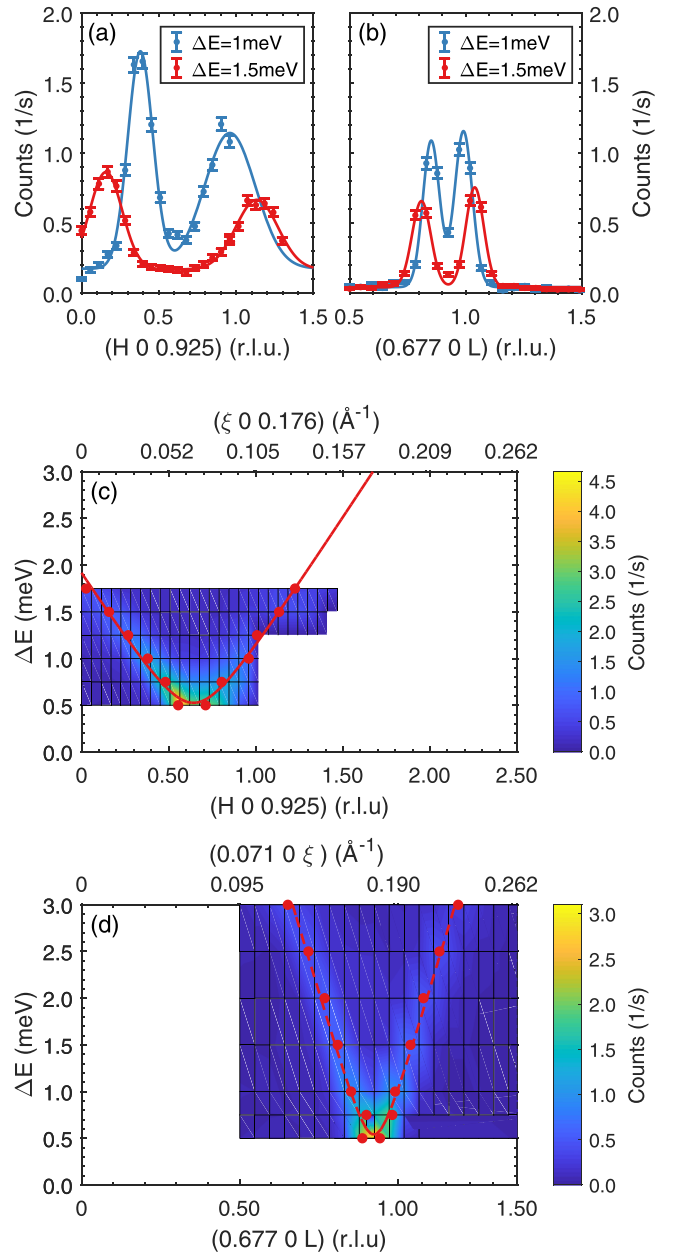 (a)
ΔE=1meV
ΔE=1.5meV
Counts (1/s)
0.0
0.5
1.0
1.5
2.0
0.0 0.5 1.0 1.5
(H 0 0.925) (r.l.u.)
(b)
ΔE=1meV
ΔE=1.5meV
2.0
1.5
1.0
0.5
0.0
Counts (1/s)
0.5 1.0 1.5
(0.677 0 L) (r.l.u.)
(ξ 0 0.176) (Å-1)
0 0.052 0.105 0.157 0.209 0.262
(c)
3.0
2.5
2.0
1.5
1.0
0.5
0.0
ΔE (meV)
0 0.50 1.00 1.50 2.00 2.50
(H 0 0.925) (r.l.u)
4.5
4.0
3.5
3.0
2.5
2.0
1.5
1.0
0.5
0.0
Counts (1/s)
(0.071 0 ξ ) (Å-1)
0 0.095 0.190 0.262
(d)
3.0
2.5
2.0
1.5
1.0
0.5
0.0
ΔE (meV)
0 0.50 1.00 1.50
(0.677 0 L) (r.l.u)
3.0
2.5
2.0
1.5
1.0
0.5
0.0
Counts (1/s)